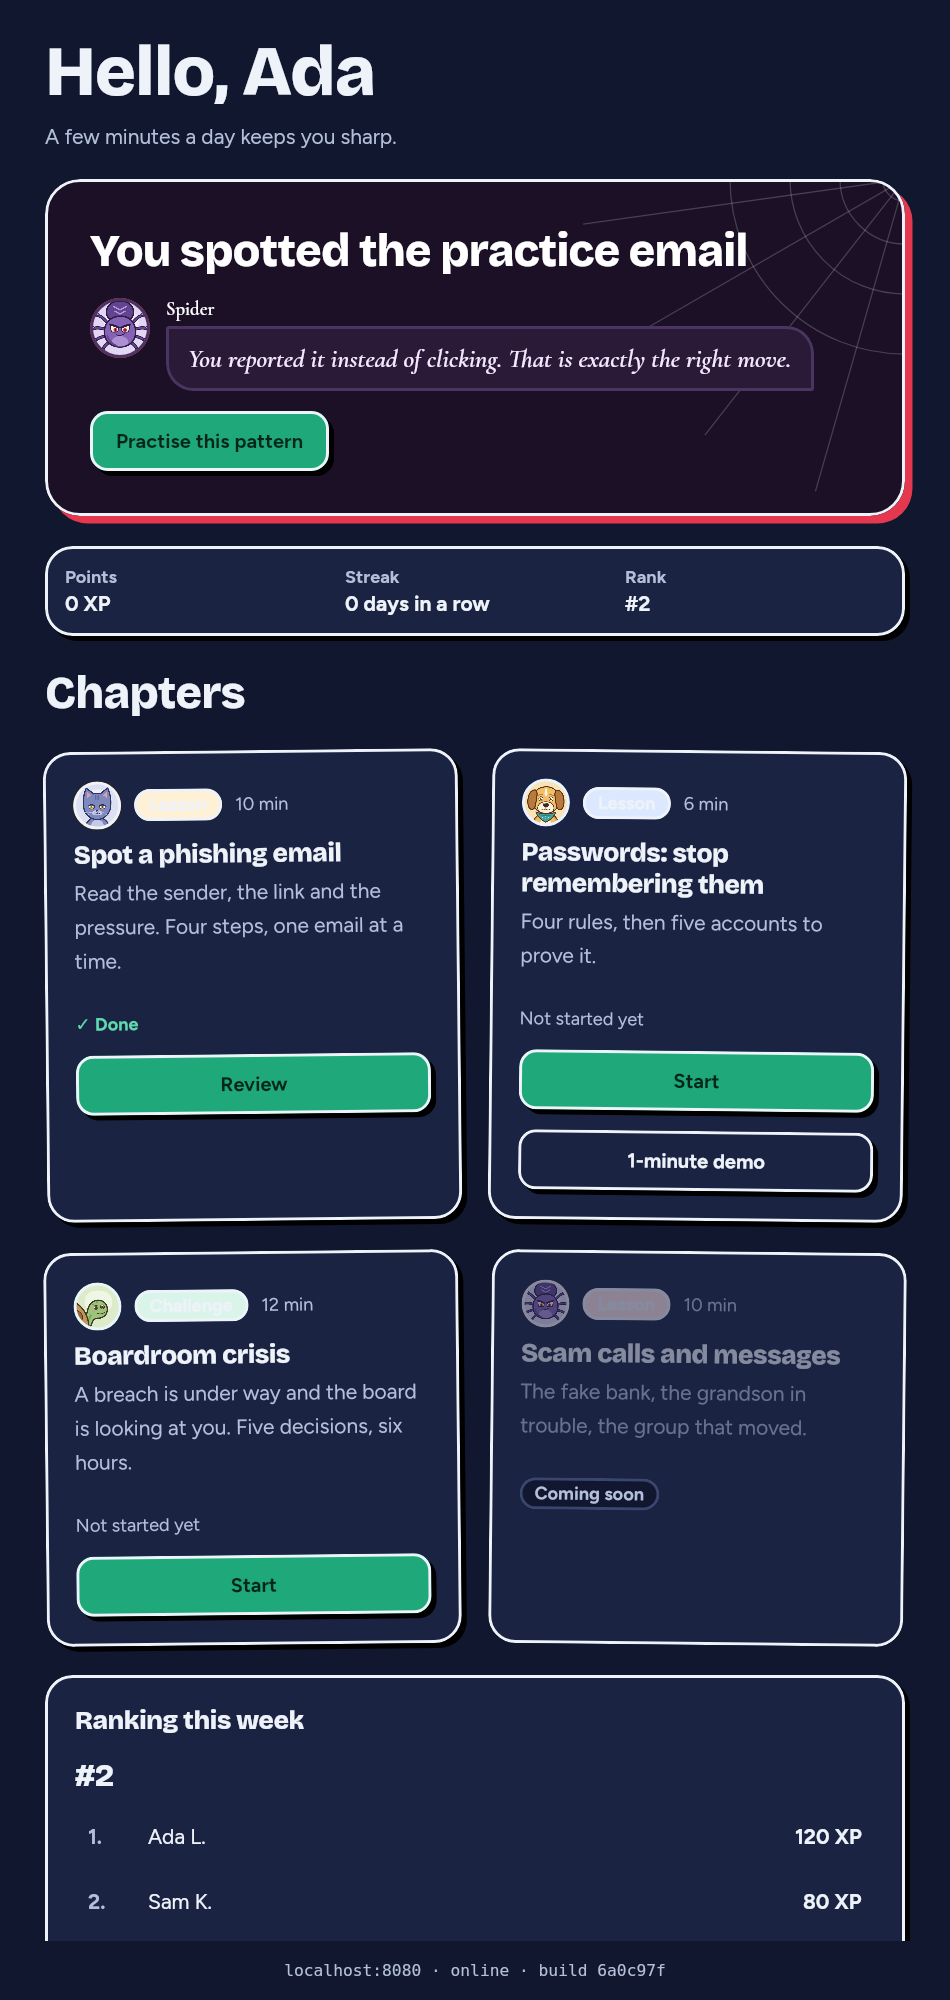 Hello, Ada
A few minutes a day keeps you sharp.
You spotted the practice email
Spider
You reported it instead of clicking. That is exactly the right move.
Practise this pattern
Points
0 XP
Streak
0 days in a row
Rank
#2
Chapters
Lesson
10 min
Spot a phishing email
Read the sender, the link and the
pressure. Four steps, one email at a
time.
✓ Done
Review
Lesson
6 min
Passwords: stop
remembering them
Four rules, then five accounts to
prove it.
Not started yet
Start
1-minute demo
Challenge
12 min
Boardroom crisis
A breach is under way and the board
is looking at you. Five decisions, six
hours.
Not started yet
Start
Lesson
10 min
Scam calls and messages
The fake bank, the grandson in
trouble, the group that moved.
Coming soon
Ranking this week
#2
1. Ada L. 120 XP
2. Sam K. 80 XP
localhost:8080 · online · build 6a0c97f